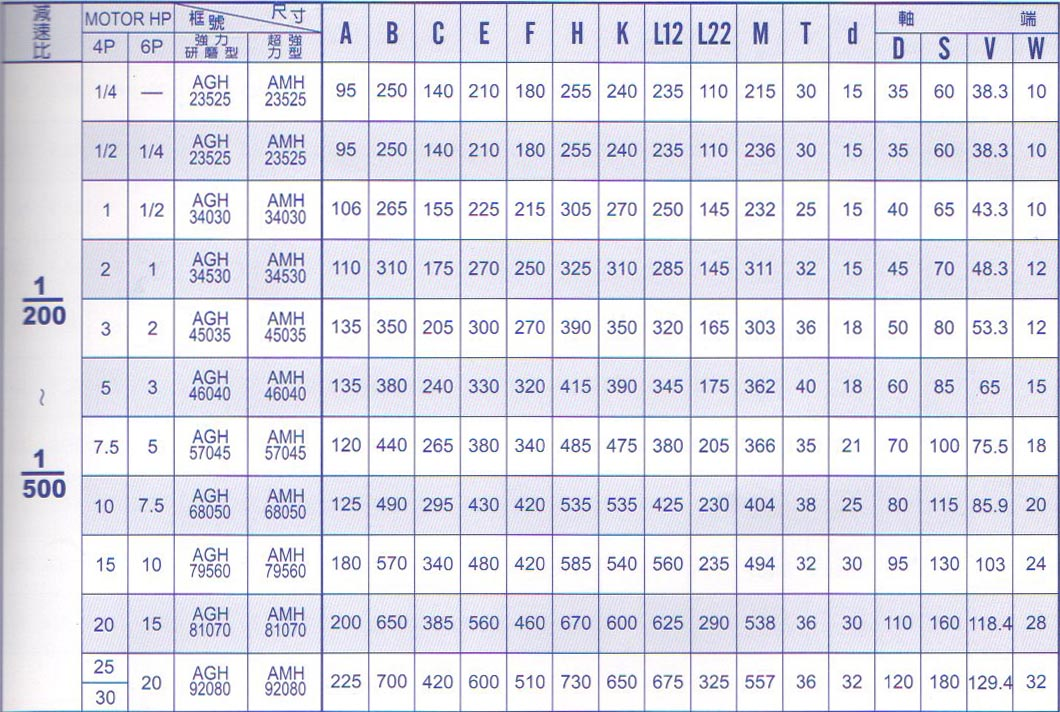 減速比 MOTOR HP 框號 尺寸 A B C E F H K L12 L22 M T d 軸 端
4P 6P 強力研磨型 超強力型 D S V W
1/200 ~ 1/500
1/4 — AGH 23525 AMH 23525 95 250 140 210 180 255 240 235 110 215 30 15 35 60 38.3 10
1/2 1/4 AGH 23525 AMH 23525 95 250 140 210 180 255 240 235 110 236 30 15 35 60 38.3 10
1 1/2 AGH 34030 AMH 34030 106 265 155 225 215 305 270 250 145 232 25 15 40 65 43.3 10
2 1 AGH 34530 AMH 34530 110 310 175 270 250 325 310 285 145 311 32 15 45 70 48.3 12
3 2 AGH 45035 AMH 45035 135 350 205 300 270 390 350 320 165 303 36 18 50 80 53.3 12
5 3 AGH 46040 AMH 46040 135 380 240 330 320 415 390 345 175 362 40 18 60 85 65 15
7.5 5 AGH 57045 AMH 57045 120 440 265 380 340 485 475 380 205 366 35 21 70 100 75.5 18
10 7.5 AGH 68050 AMH 68050 125 490 295 430 420 535 535 425 230 404 38 25 80 115 85.9 20
15 10 AGH 79560 AMH 79560 180 570 340 480 420 585 540 560 235 494 32 30 95 130 103 24
20 15 AGH 81070 AMH 81070 200 650 385 560 460 670 600 625 290 538 36 30 110 160 118.4 28
25 30 20 AGH 92080 AMH 92080 225 700 420 600 510 730 650 675 325 557 36 32 120 180 129.4 32